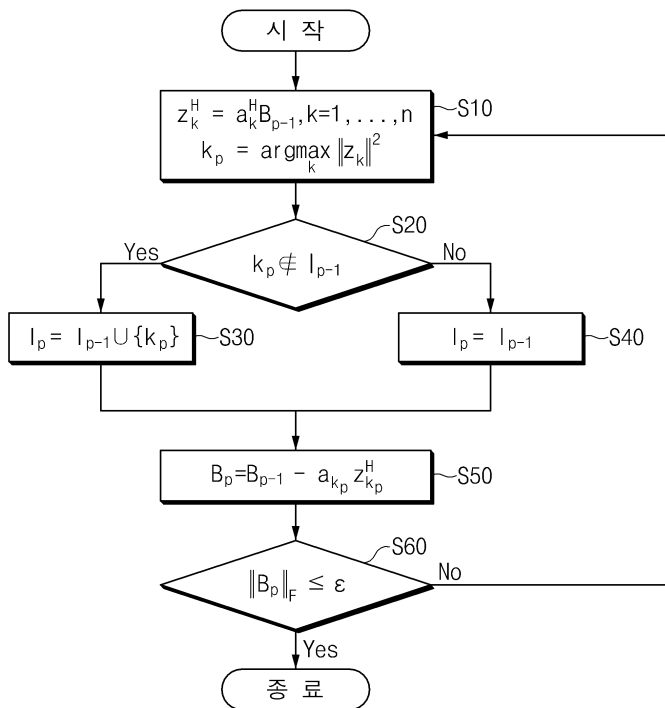 시 작
z_k^H = a_k^H B_{p-1}, k=1, ..., n
k_p = argmax_k ‖z_k‖^2
S10
S20
k_p ∉ I_{p-1}
Yes
No
I_p = I_{p-1} ∪ {k_p}
S30
I_p = I_{p-1}
S40
B_p = B_{p-1} - a_{k_p} z_{k_p}^H
S50
S60
‖B_p‖_F ≤ ε
No
Yes
종 료